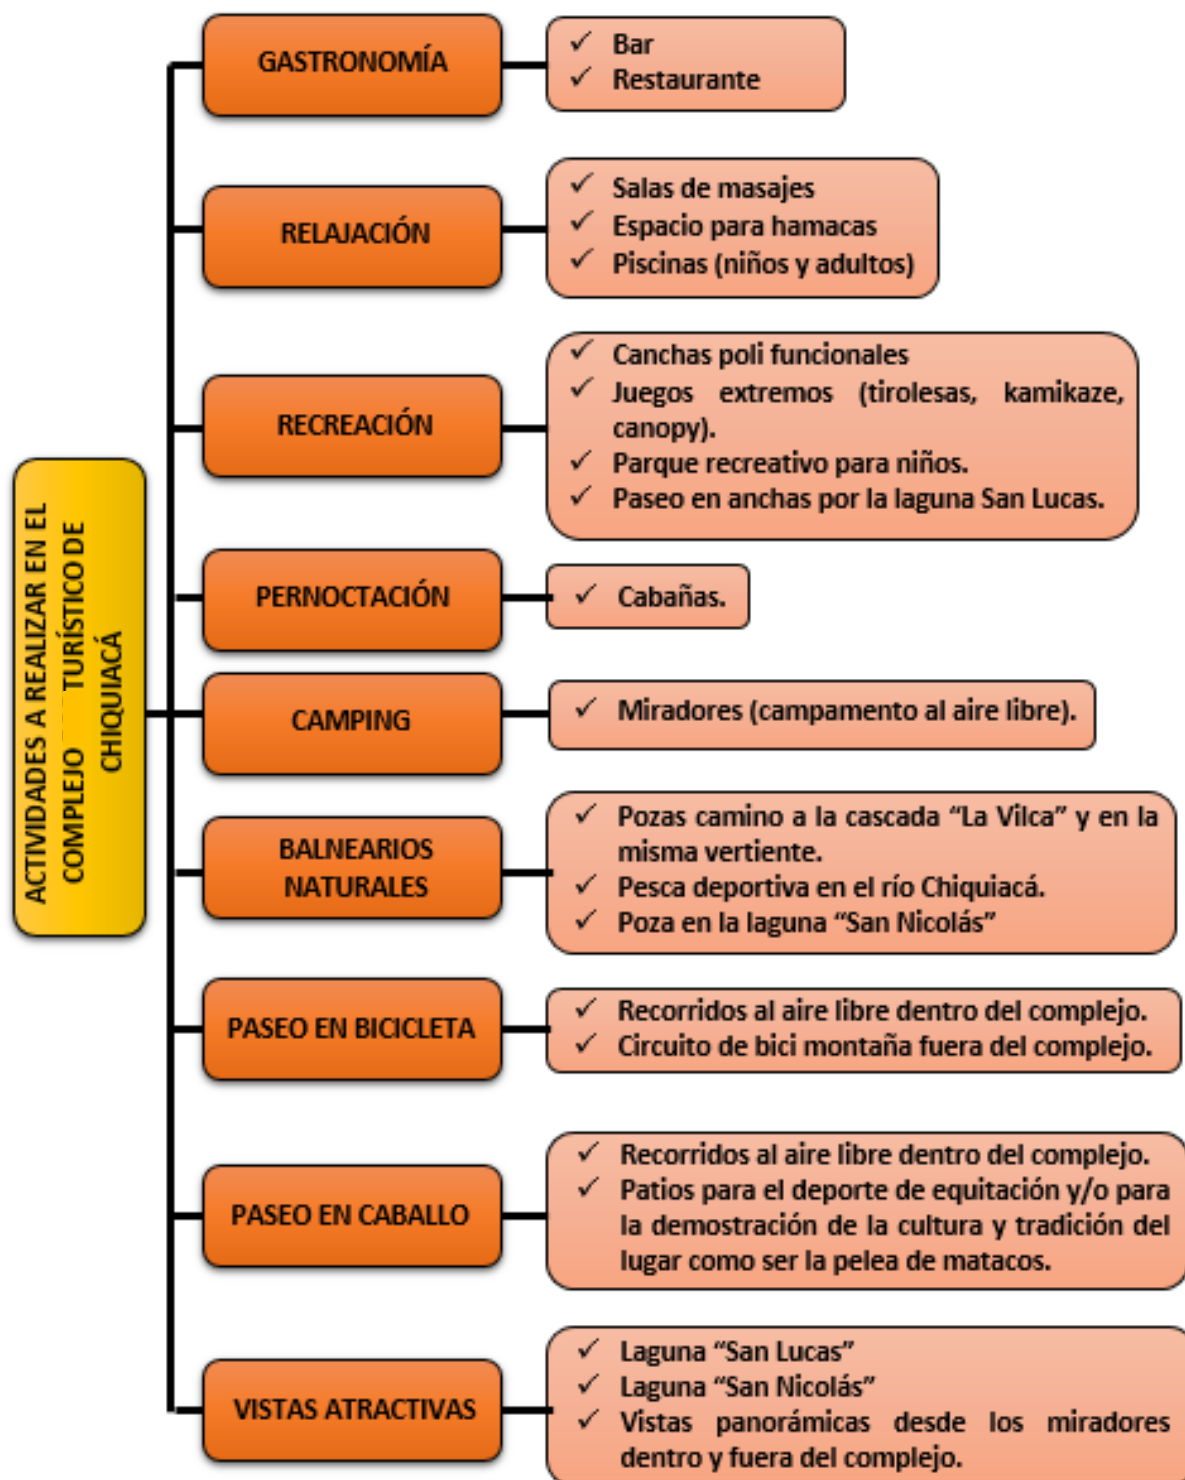 GASTRONOMÍA
✓ Bar
✓ Restaurante
RELAJACIÓN
✓ Salas de masajes
✓ Espacio para hamacas
✓ Piscinas (niños y adultos)
RECREACIÓN
✓ Canchas poli funcionales
✓ Juegos extremos (tirolesas, kamikaze,
canopy).
✓ Parque recreativo para niños.
✓ Paseo en anchas por la laguna San Lucas.
ACTIVIDADES A REALIZAR EN EL
COMPLEJO TURÍSTICO DE
CHIQUIACÁ
PERNOCTACIÓN
✓ Cabañas.
CAMPING
✓ Miradores (campamento al aire libre).
BALNEARIOS
NATURALES
✓ Pozas camino a la cascada “La Vilca” y en la
misma vertiente.
✓ Pesca deportiva en el río Chiquiacá.
✓ Poza en la laguna “San Nicolás”
PASEO EN BICICLETA
✓ Recorridos al aire libre dentro del complejo.
✓ Circuito de bici montaña fuera del complejo.
PASEO EN CABALLO
✓ Recorridos al aire libre dentro del complejo.
✓ Patios para el deporte de equitación y/o para
la demostración de la cultura y tradición del
lugar como ser la pelea de matacos.
VISTAS ATRACTIVAS
✓ Laguna “San Lucas”
✓ Laguna “San Nicolás”
✓ Vistas panorámicas desde los miradores
dentro y fuera del complejo.